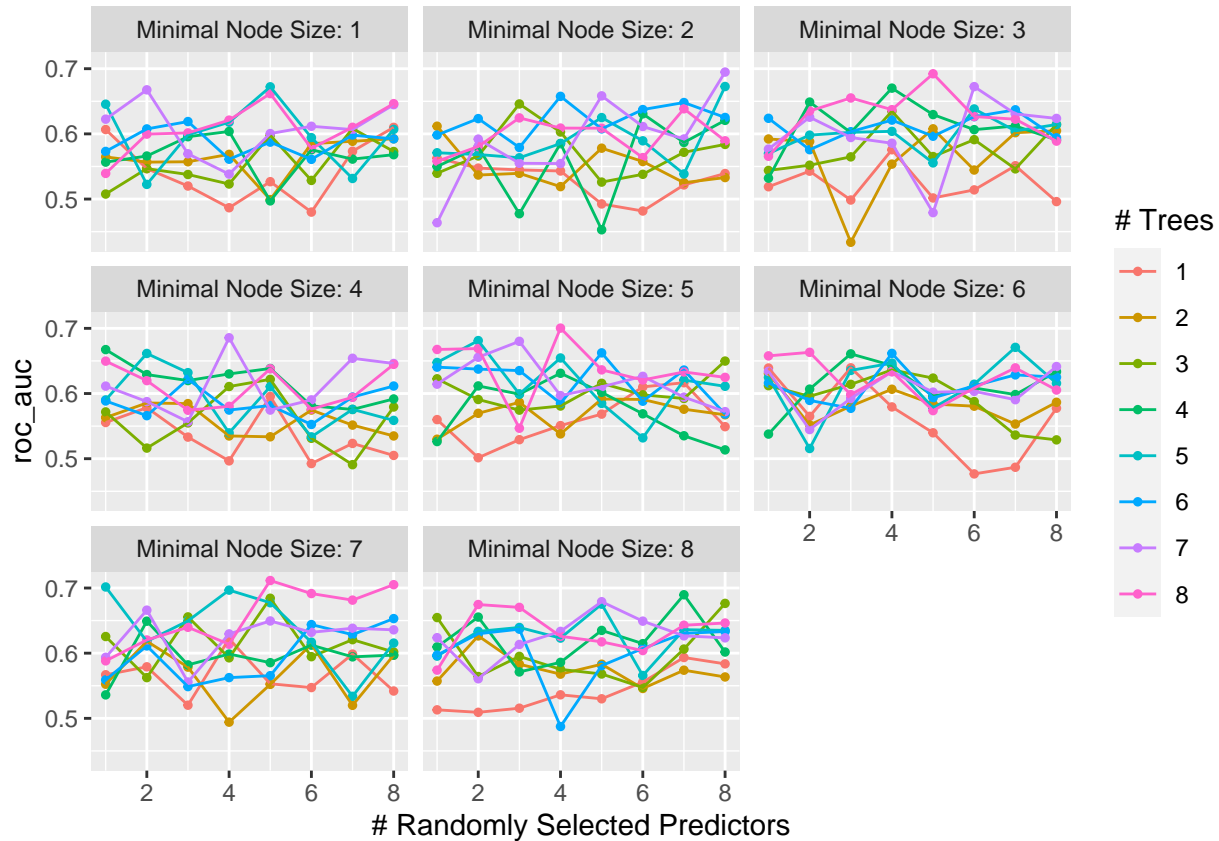 Minimal Node Size: 1
Minimal Node Size: 2
Minimal Node Size: 3
0.7
0.6
0.5
Minimal Node Size: 4
Minimal Node Size: 5
Minimal Node Size: 6
0.7
0.6
0.5
2 4 6 8
Minimal Node Size: 7
Minimal Node Size: 8
0.7
0.6
0.5
2 4 6 8
2 4 6 8
# Randomly Selected Predictors
roc_auc
# Trees
1
2
3
4
5
6
7
8